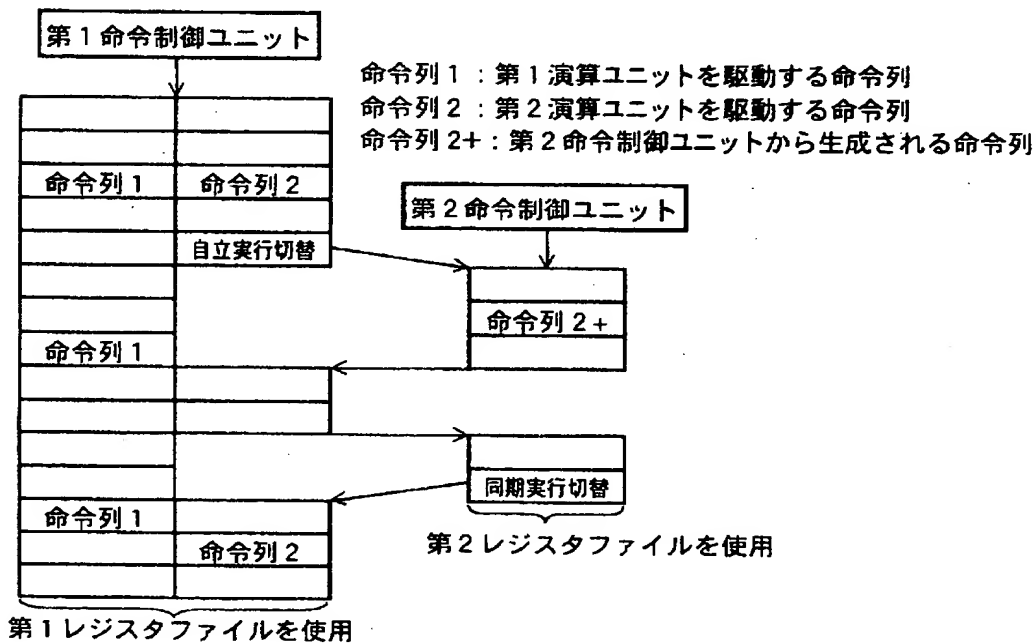 第1命令制御ユニット
命令列1：第1演算ユニットを駆動する命令列
命令列2：第2演算ユニットを駆動する命令列
命令列2+：第2命令制御ユニットから生成される命令列
命令列1
命令列2
第2命令制御ユニット
自立実行切替
命令列2+
命令列1
同期実行切替
命令列1
命令列2
第2レジスタファイルを使用
第1レジスタファイルを使用